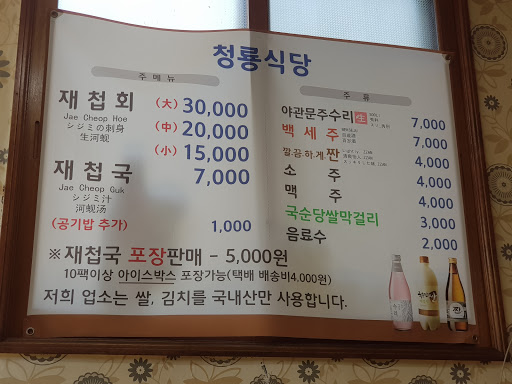 청룡식당
주 메 뉴
재첩회 (大) 30,000
Jae Cheop Hoe
シジミの刺身
生河蚬
(中) 20,000
(小) 15,000
재첩국 7,000
Jae Cheop Guk
シジミ汁
河蚬汤
(공기밥 추가) 1,000
주 류
야관문주수리 生 7,000
백 세 주 7,000
깔끔하게 짠 4,000
소 주 4,000
맥 주 4,000
국순당쌀막걸리 3,000
음료수 2,000
※재첩국 포장판매 - 5,000원
10팩이상 아이스박스 포장가능(택배 배송비4.000원)
저희 업소는 쌀, 김치를 국내산만 사용합니다.